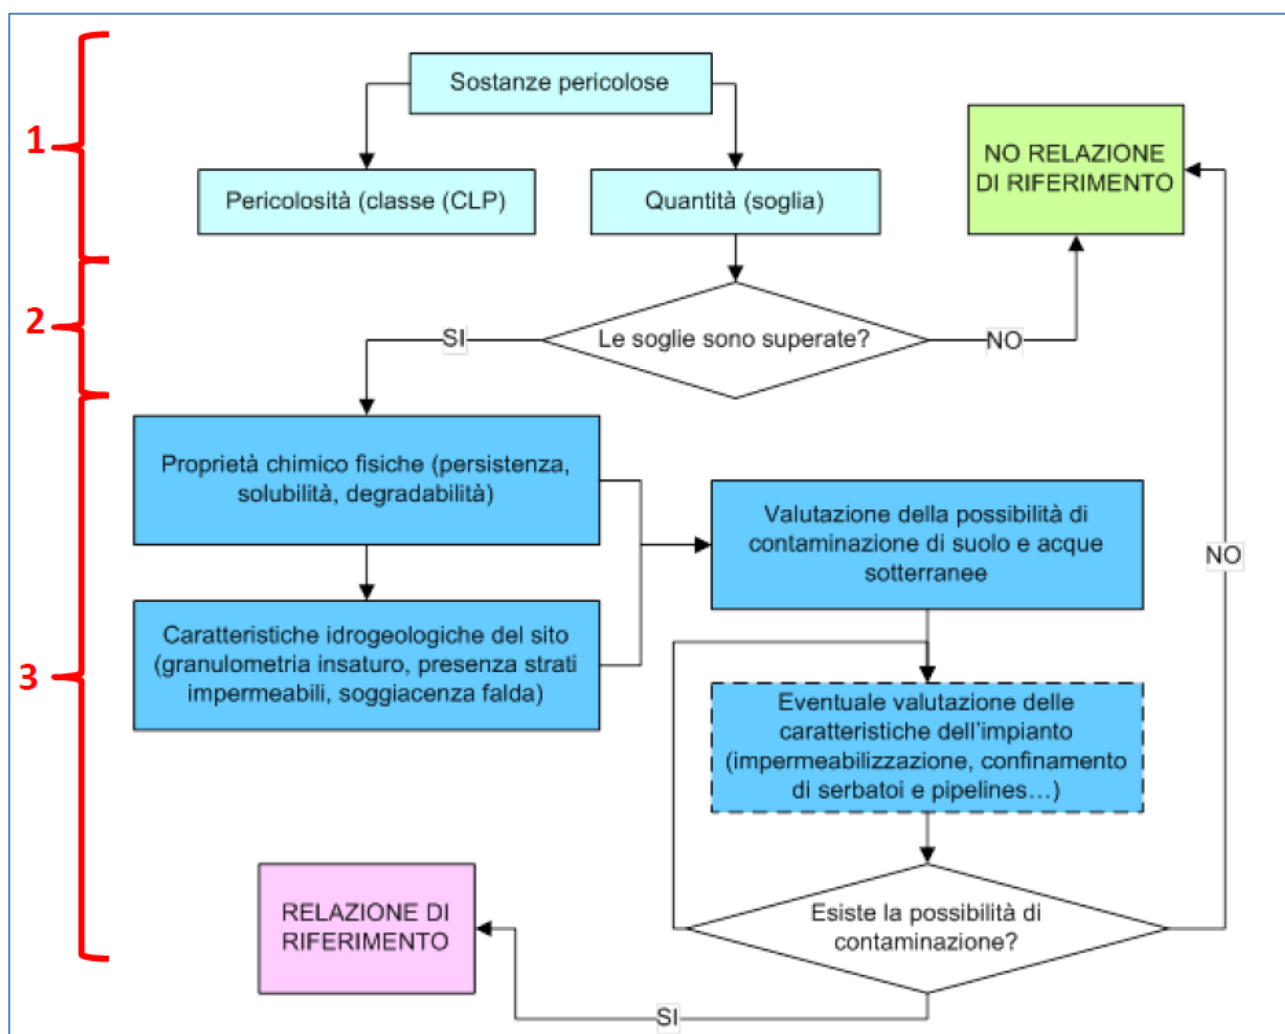 1
Sostanze pericolose
NO RELAZIONE
DI RIFERIMENTO
Pericolosità (classe (CLP)
Quantità (soglia)
2
Le soglie sono superate?
SI
NO
3
Proprietà chimico fisiche (persistenza,
solubilità, degradabilità)
Valutazione della possibilità di
contaminazione di suolo e acque
sotterranee
NO
Caratteristiche idrogeologiche del sito
(granulometria insaturo, presenza strati
impermeabili, soggiacenza falda)
Eventuale valutazione delle
caratteristiche dell'impianto
(impermeabilizzazione, confinamento
di serbatoi e pipelines…)
RELAZIONE DI
RIFERIMENTO
Esiste la possibilità di
contaminazione?
SI